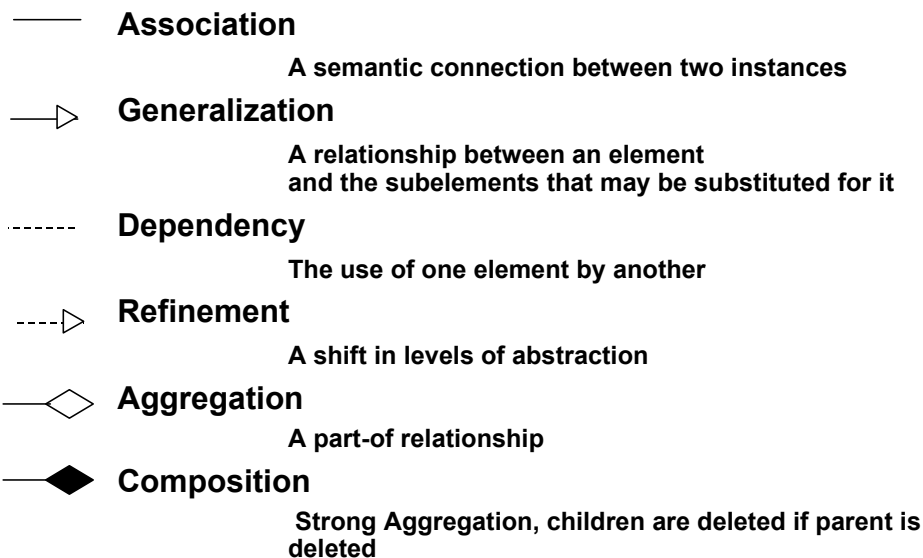 Association
A semantic connection between two instances
Generalization
A relationship between an element
and the subelements that may be substituted for it
Dependency
The use of one element by another
Refinement
A shift in levels of abstraction
Aggregation
A part-of relationship
Composition
Strong Aggregation, children are deleted if parent is
deleted